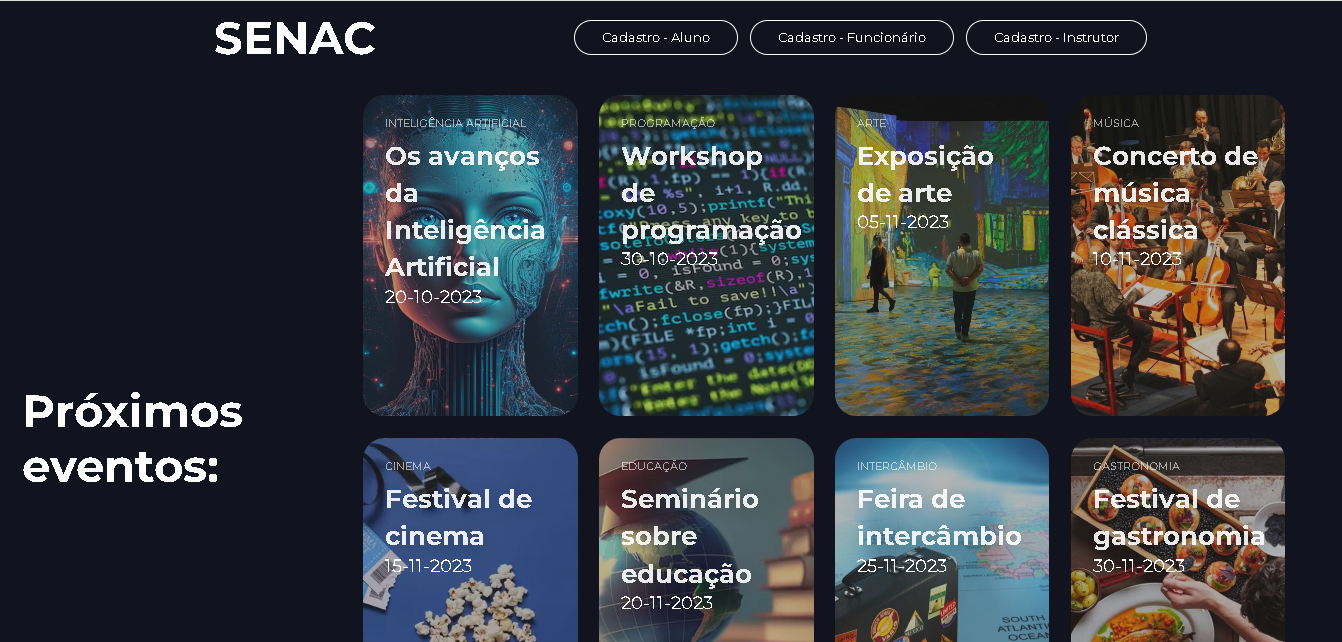 SENAC
Cadastro - Aluno
Cadastro - Funcionário
Cadastro - Instrutor
Próximos
eventos:
INTELIGÊNCIA ARTIFICIAL
Os avanços
da
Inteligência
Artificial
20-10-2023
PROGRAMAÇÃO
Workshop
de
programação
30-10-2023
ARTE
Exposição
de arte
05-11-2023
MÚSICA
Concerto de
música
clássica
10-11-2023
CINEMA
Festival de
cinema
15-11-2023
EDUCAÇÃO
Seminário
sobre
educação
20-11-2023
INTERCÂMBIO
Feira de
intercâmbio
25-11-2023
GASTRONOMIA
Festival de
gastronomia
30-11-2023